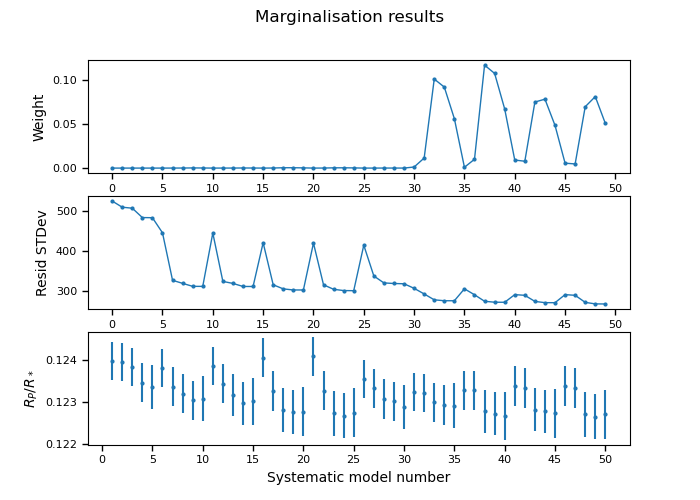 Marginalisation results
Weight
0.10
0.05
0.00
0 5 10 15 20 25 30 35 40 45 50
Resid STDev
500
400
300
0 5 10 15 20 25 30 35 40 45 50
R_P/R_*
0.124
0.123
0.122
0 5 10 15 20 25 30 35 40 45 50
Systematic model number